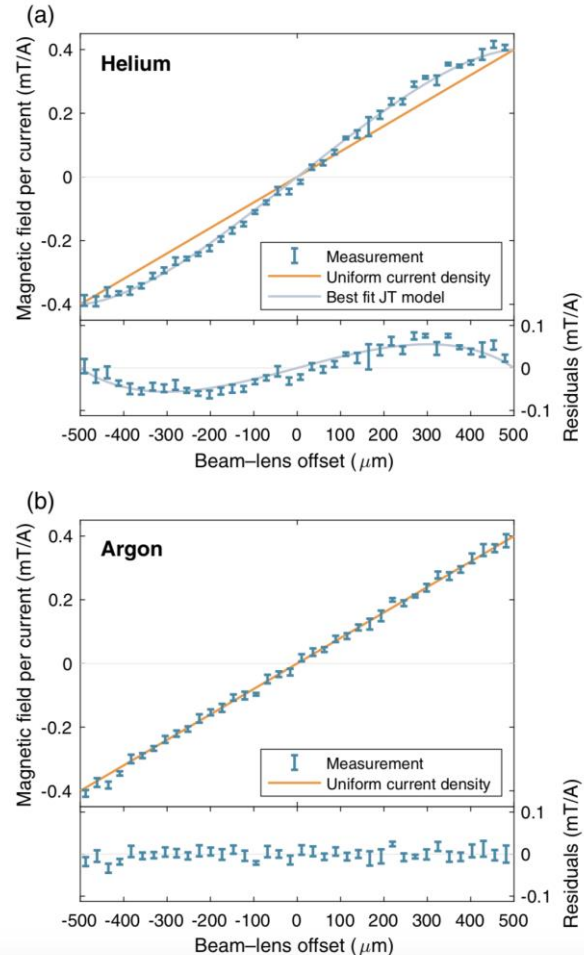 (a)
Magnetic field per current (mT/A)
0.4
0.2
0
-0.2
-0.4
Helium
Measurement
Uniform current density
Best fit JT model
0.1
0
-0.1
Residuals (mT/A)
-500 -400 -300 -200 -100 0 100 200 300 400 500
Beam–lens offset (μm)
(b)
Magnetic field per current (mT/A)
0.4
0.2
0
-0.2
-0.4
Argon
Measurement
Uniform current density
0.1
0
-0.1
Residuals (mT/A)
-500 -400 -300 -200 -100 0 100 200 300 400 500
Beam–lens offset (μm)